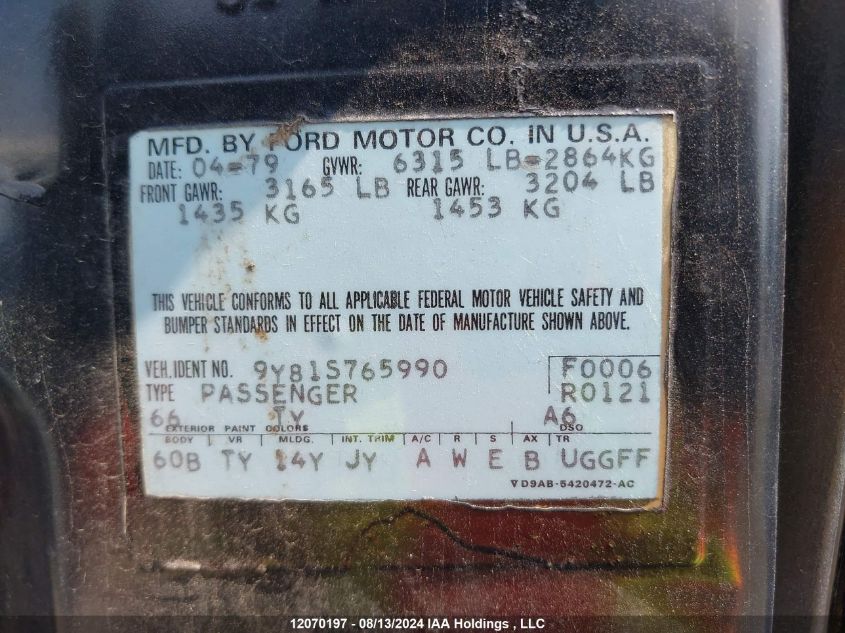 MFD. BY FORD MOTOR CO. IN U.S.A.
DATE: 04-79 GVWR: 6315 LB=2864KG
FRONT GAWR: 3165 LB REAR GAWR: 3204 LB
1435 KG 1453 KG
THIS VEHICLE CONFORMS TO ALL APPLICABLE FEDERAL MOTOR VEHICLE SAFETY AND
BUMPER STANDARDS IN EFFECT ON THE DATE OF MANUFACTURE SHOWN ABOVE.
VEH. IDENT NO. 9Y81S765990 F0006
TYPE PASSENGER R0121
66 TY A6
EXTERIOR PAINT COLORS DSO
BODY VR MLDG. INT. TRIM A/C R S AX TR
60B TY 14Y JY A W E B UGGFF
▽D9AB-5420472-AC
12070197 - 08/13/2024 IAA Holdings , LLC